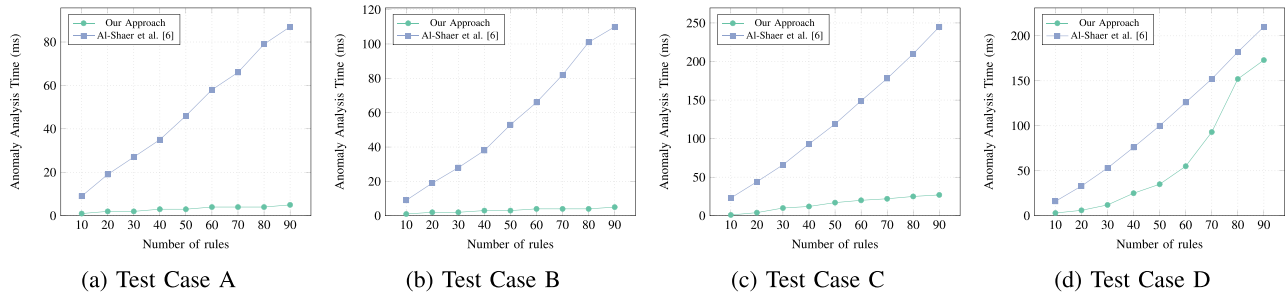 Our Approach
Al-Shaer et al. [6]
Anomaly Analysis Time (ms)
80
60
40
20
0
10 20 30 40 50 60 70 80 90
Number of rules
(a) Test Case A
Our Approach
Al-Shaer et al. [6]
Anomaly Analysis Time (ms)
120
100
80
60
40
20
0
10 20 30 40 50 60 70 80 90
Number of rules
(b) Test Case B
Our Approach
Al-Shaer et al. [6]
Anomaly Analysis Time (ms)
250
200
150
100
50
0
10 20 30 40 50 60 70 80 90
Number of rules
(c) Test Case C
Our Approach
Al-Shaer et al. [6]
Anomaly Analysis Time (ms)
200
150
100
50
0
10 20 30 40 50 60 70 80 90
Number of rules
(d) Test Case D